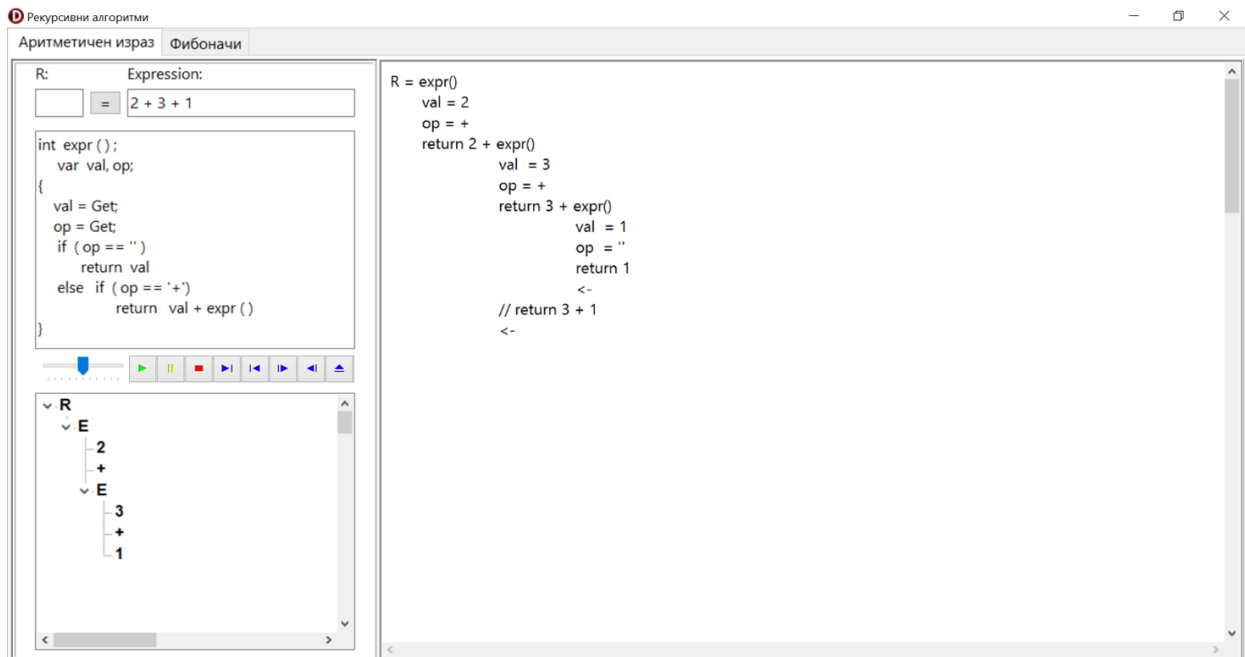 Рекурсивни алгоритми
Аритметичен израз Фибоначи
R: Expression:
= 2 + 3 + 1
int expr ( ) ;
var val, op;
{
val = Get;
op = Get;
if ( op == '' )
return val
else if ( op == '+')
return val + expr ( )
}
R
E
2
+
E
3
+
1
R = expr()
val = 2
op = +
return 2 + expr()
val = 3
op = +
return 3 + expr()
val = 1
op = ''
return 1
<-
// return 3 + 1
<-